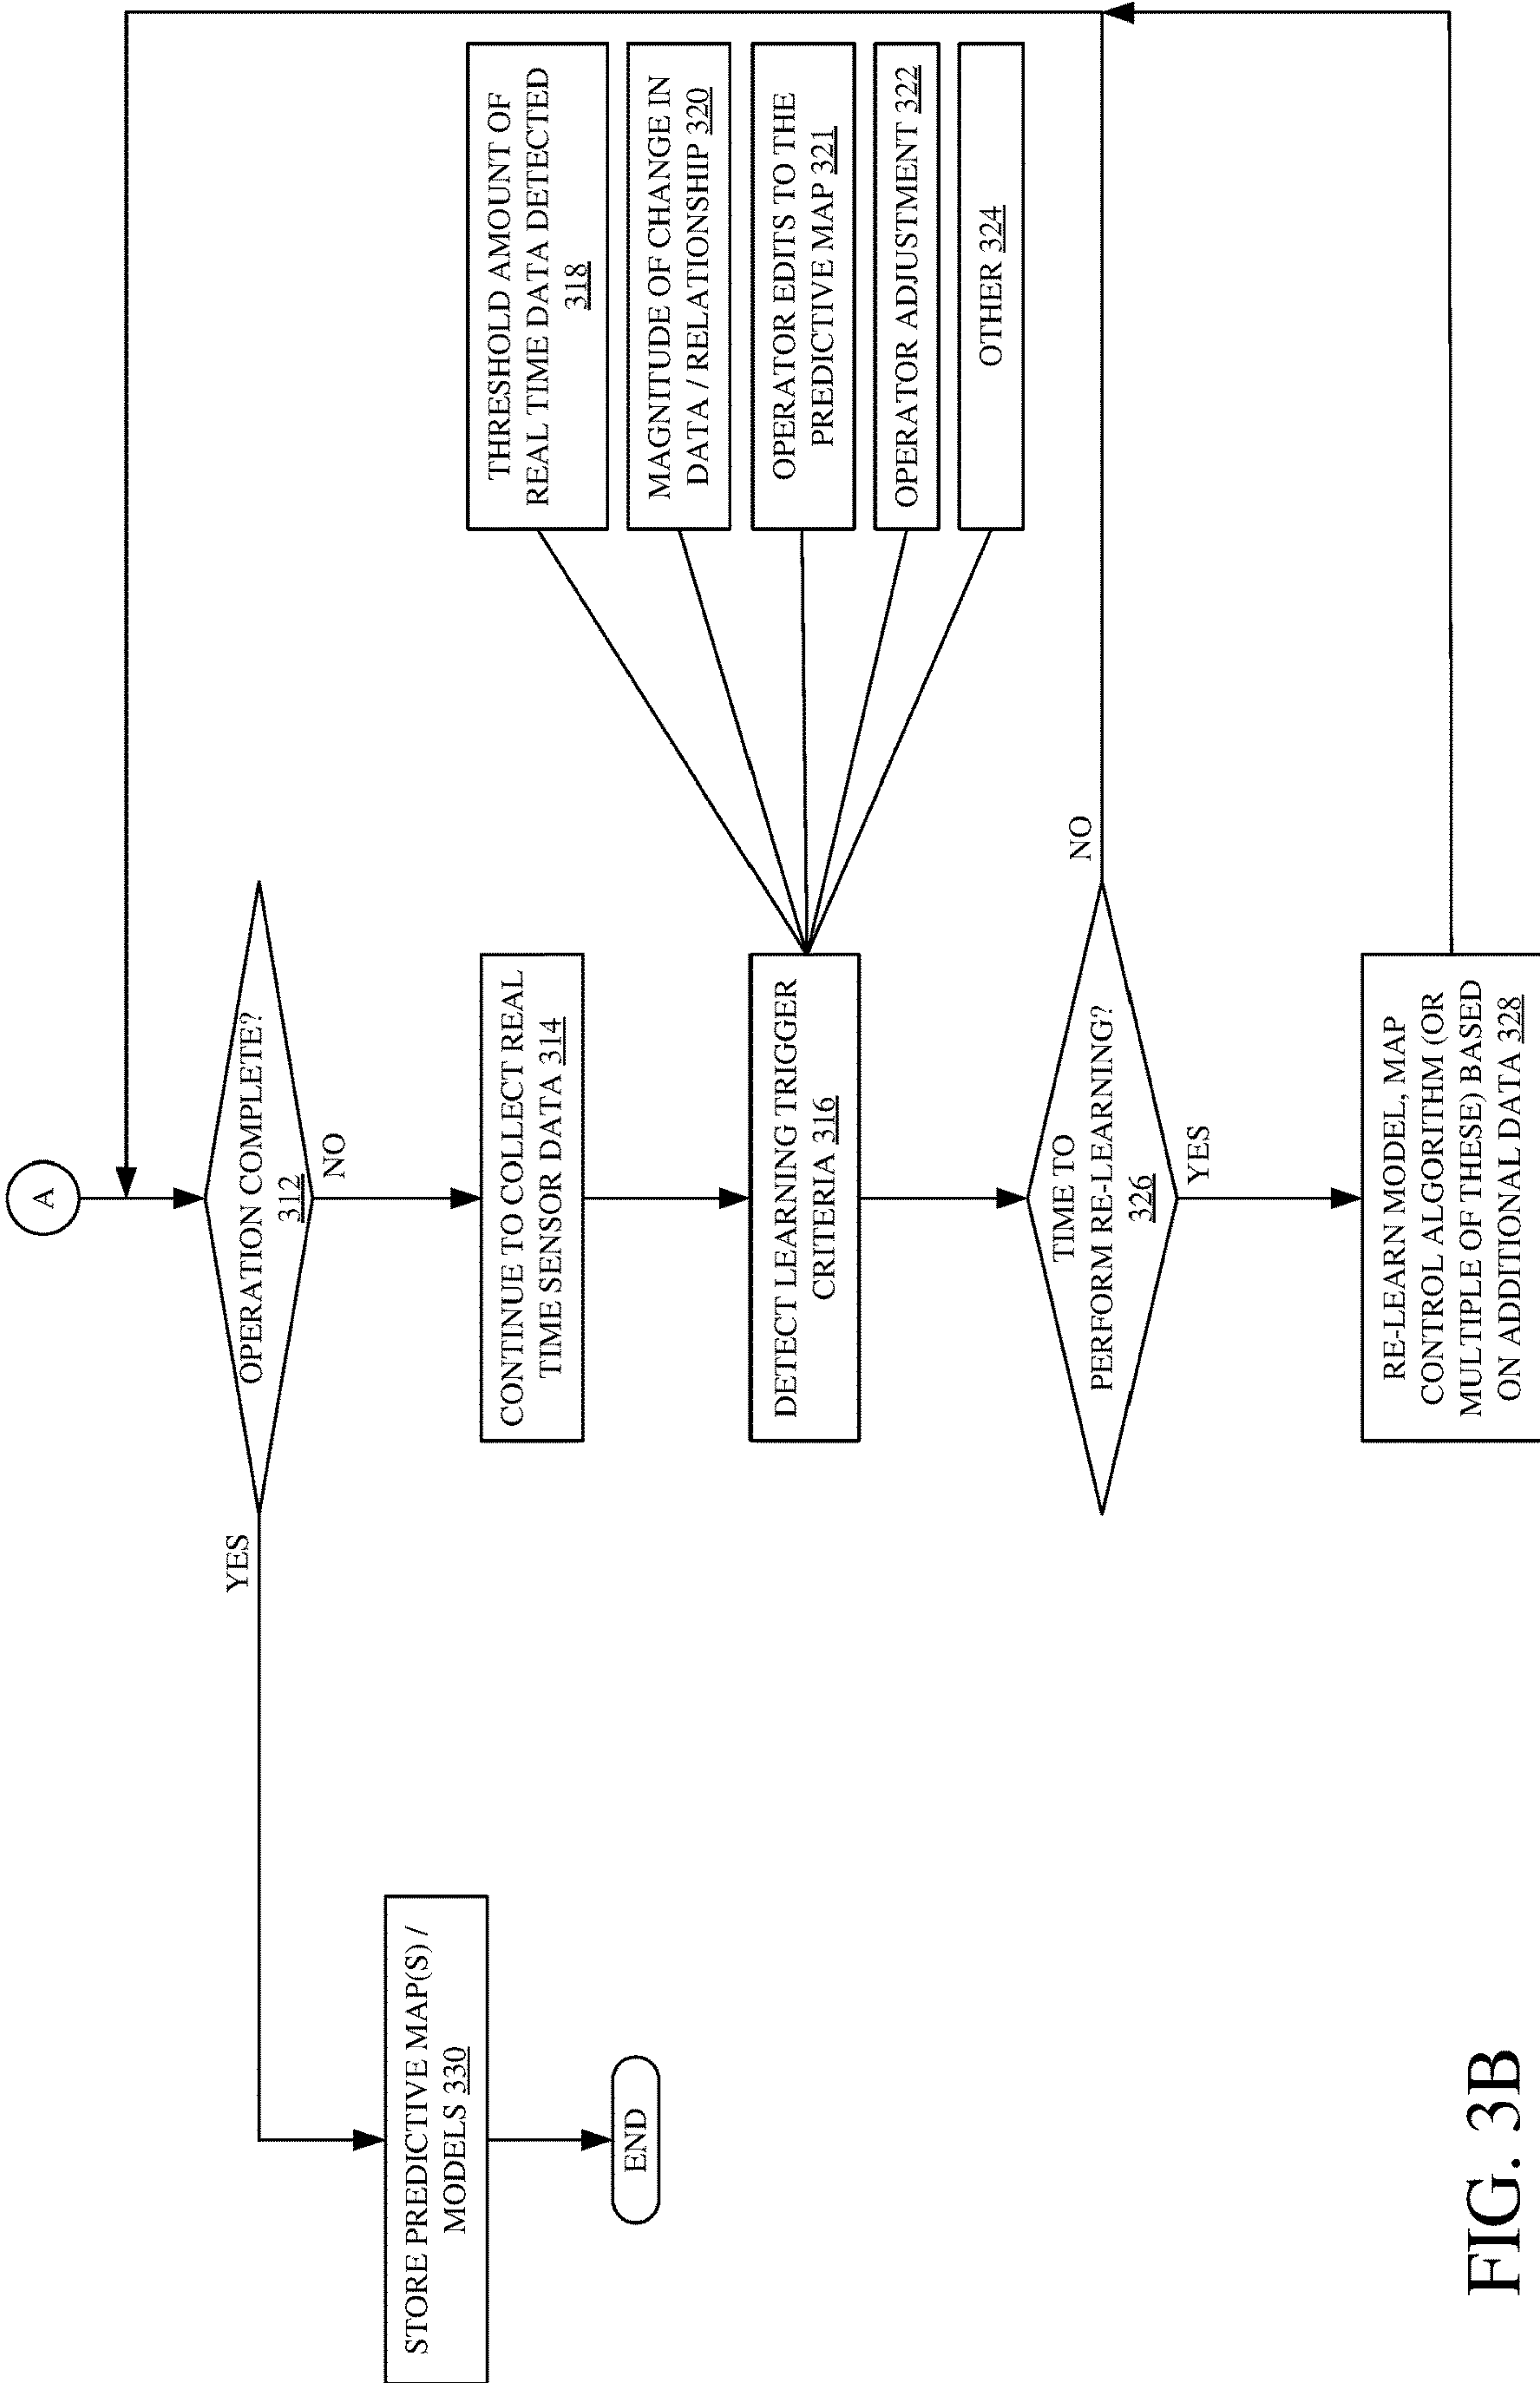 A
OPERATION COMPLETE?
312
YES
NO
CONTINUE TO COLLECT REAL
TIME SENSOR DATA 314
DETECT LEARNING TRIGGER
CRITERIA 316
THRESHOLD AMOUNT OF
REAL TIME DATA DETECTED
318
MAGNITUDE OF CHANGE IN
DATA / RELATIONSHIP 320
OPERATOR EDITS TO THE
PREDICTIVE MAP 321
OPERATOR ADJUSTMENT 322
OTHER 324
TIME TO
PERFORM RE-LEARNING?
326
NO
YES
RE-LEARN MODEL, MAP
CONTROL ALGORITHM (OR
MULTIPLE OF THESE) BASED
ON ADDITIONAL DATA 328
STORE PREDICTIVE MAP(S) /
MODELS 330
END
FIG. 3B